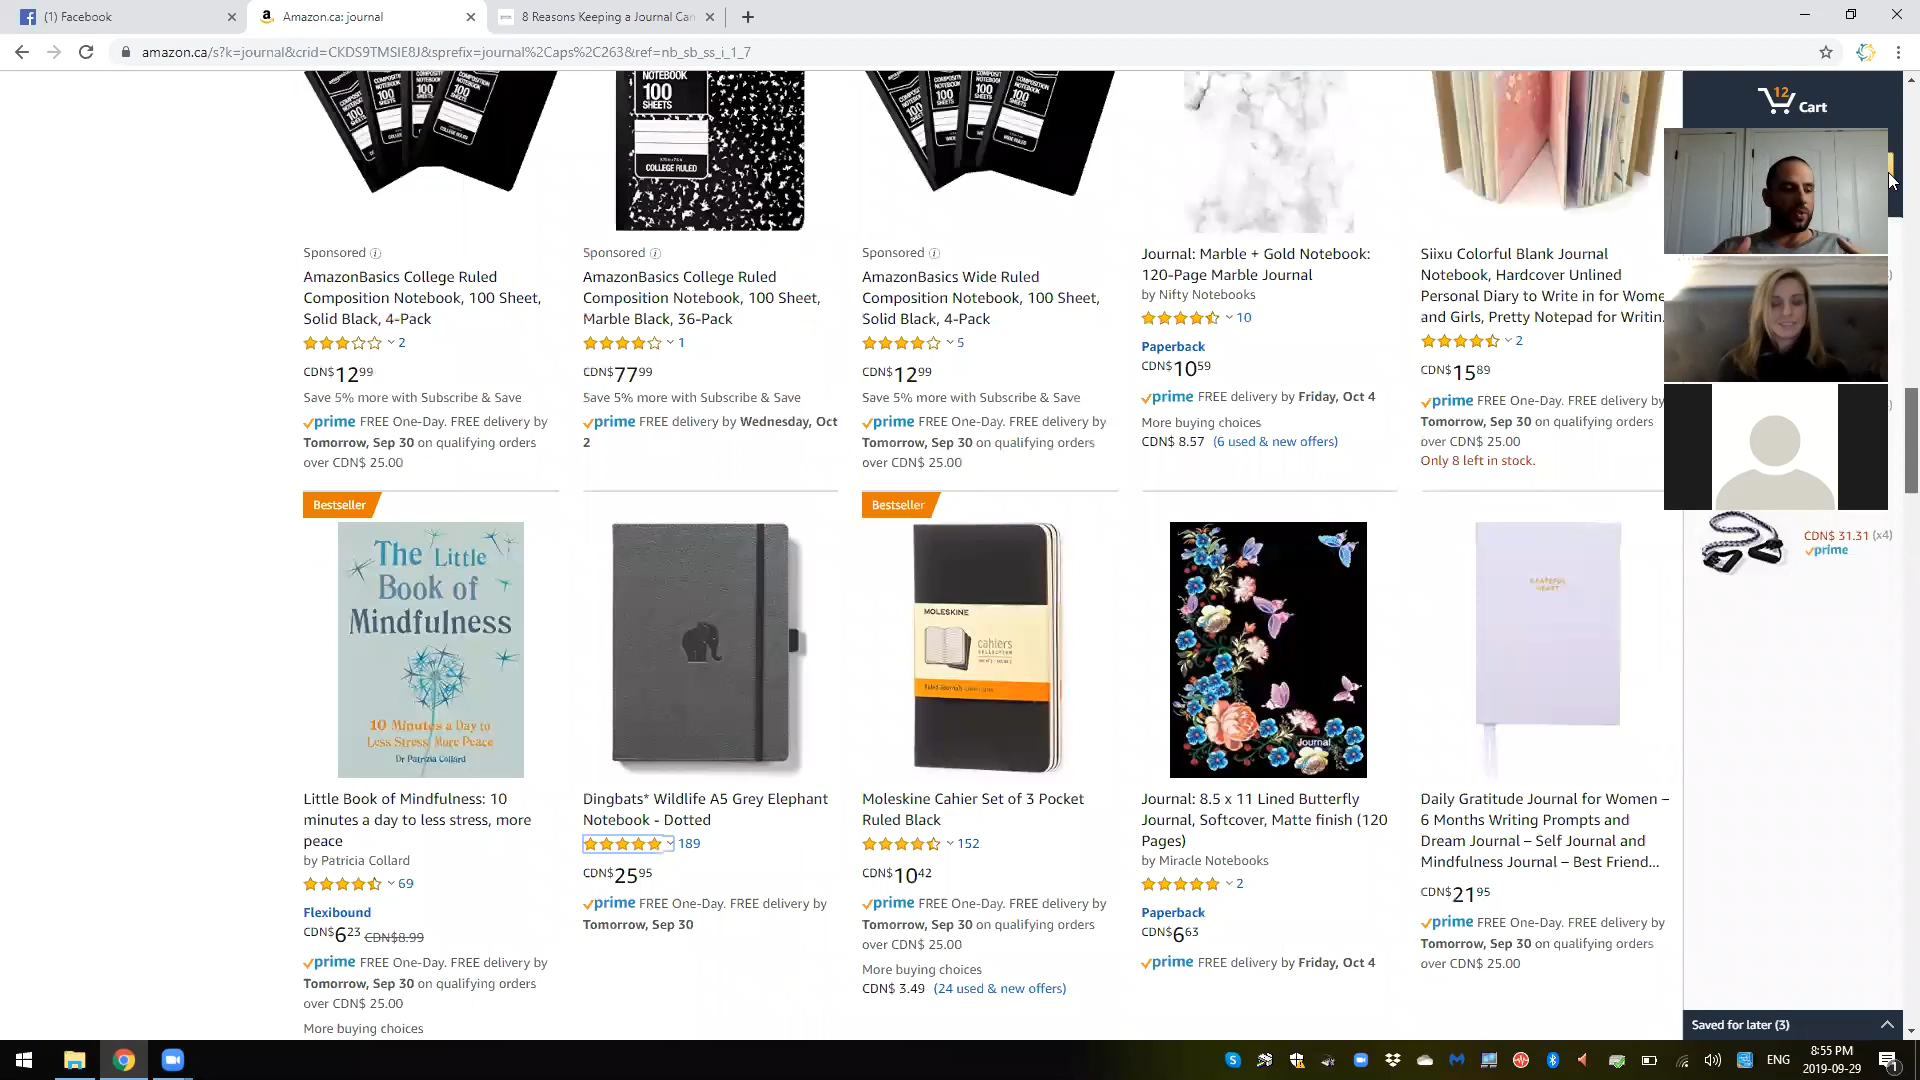 (1) Facebook
Amazon.ca: journal
8 Reasons Keeping a Journal Can
amazon.ca/s?k=journal&crid=CKDS9TMSIE8J&sprefix=journal%2Caps%2C263&ref=nb_sb_ss_i_1_7
12
Cart
NOTEBOOK
100
SHEETS
COLLEGE RULED
Sponsored
AmazonBasics College Ruled
Composition Notebook, 100 Sheet,
Solid Black, 4-Pack
2
CDN$ 12 99
Save 5% more with Subscribe & Save
prime FREE One-Day. FREE delivery by
Tomorrow, Sep 30 on qualifying orders
over CDN$ 25.00
Sponsored
AmazonBasics College Ruled
Composition Notebook, 100 Sheet,
Marble Black, 36-Pack
1
CDN$ 77 99
Save 5% more with Subscribe & Save
prime FREE delivery by Wednesday, Oct
2
Sponsored
AmazonBasics Wide Ruled
Composition Notebook, 100 Sheet,
Solid Black, 4-Pack
5
CDN$ 12 99
Save 5% more with Subscribe & Save
prime FREE One-Day. FREE delivery by
Tomorrow, Sep 30 on qualifying orders
over CDN$ 25.00
Journal: Marble + Gold Notebook:
120-Page Marble Journal
by Nifty Notebooks
10
Paperback
CDN$ 10 59
prime FREE delivery by Friday, Oct 4
More buying choices
CDN$ 8.57 (6 used & new offers)
Siixu Colorful Blank Journal
Notebook, Hardcover Unlined
Personal Diary to Write in for Wome
and Girls, Pretty Notepad for Writin
2
CDN$ 15 89
prime FREE One-Day. FREE delivery by
Tomorrow, Sep 30 on qualifying orders
over CDN$ 25.00
Only 8 left in stock.
CDN$ 31.31 (x4)
prime
Bestseller
The Little
Book of
Mindfulness
10 Minutes a Day to
Less Stress, More Peace
Dr Patrizia Collard
Little Book of Mindfulness: 10
minutes a day to less stress, more
peace
by Patricia Collard
69
Flexibound
CDN$ 6 23 CDN$8.99
prime FREE One-Day. FREE delivery by
Tomorrow, Sep 30 on qualifying orders
over CDN$ 25.00
More buying choices
Dingbats* Wildlife A5 Grey Elephant
Notebook - Dotted
189
CDN$ 25 95
prime FREE One-Day. FREE delivery by
Tomorrow, Sep 30
Bestseller
MOLESKINE
cahiers
Moleskine Cahier Set of 3 Pocket
Ruled Black
152
CDN$ 10 42
prime FREE One-Day. FREE delivery by
Tomorrow, Sep 30 on qualifying orders
over CDN$ 25.00
More buying choices
CDN$ 3.49 (24 used & new offers)
Journal
Journal: 8.5 x 11 Lined Butterfly
Journal, Softcover, Matte finish (120
Pages)
by Miracle Notebooks
2
Paperback
CDN$ 6 63
prime FREE delivery by Friday, Oct 4
GRATEFUL
HEART
Daily Gratitude Journal for Women –
6 Months Writing Prompts and
Dream Journal – Self Journal and
Mindfulness Journal – Best Friend...
CDN$ 21 95
prime FREE One-Day. FREE delivery by
Tomorrow, Sep 30 on qualifying orders
over CDN$ 25.00
Saved for later (3)
ENG
8:55 PM
2019-09-29
1